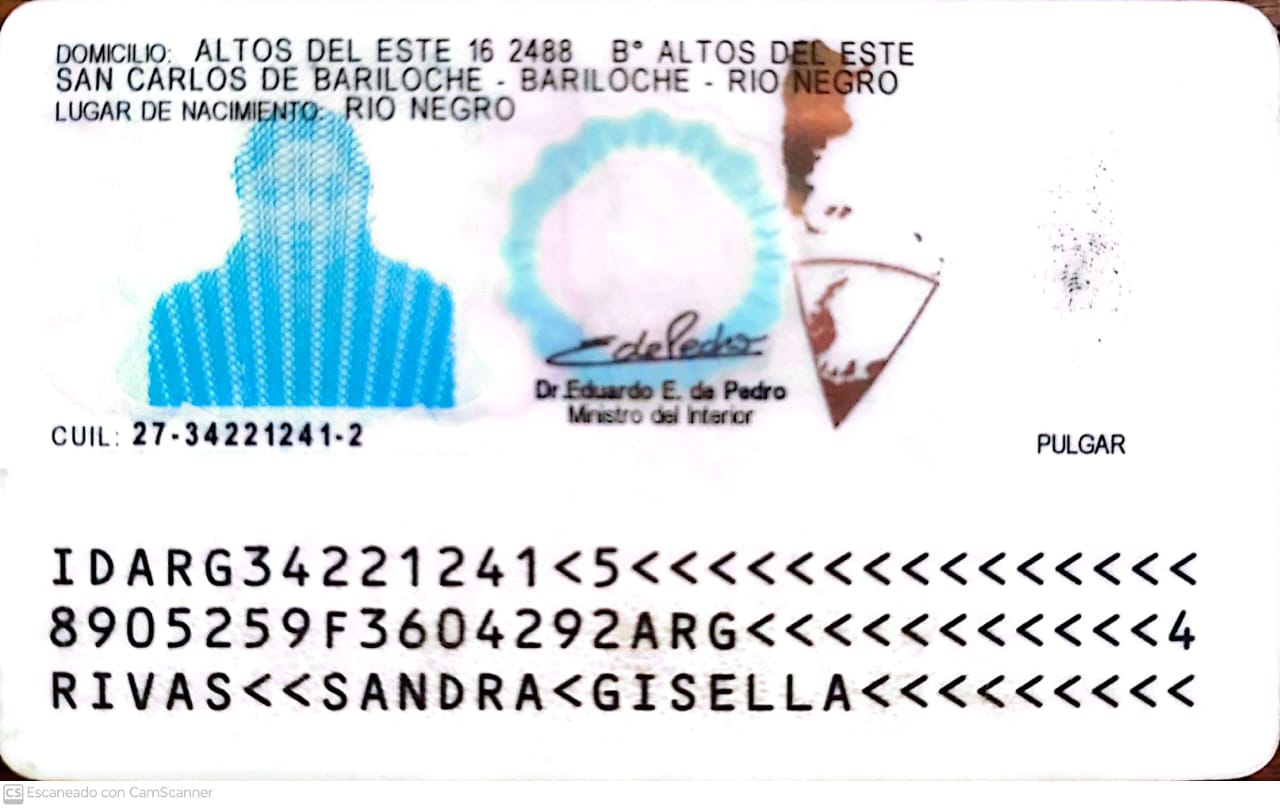 DOMICILIO: ALTOS DEL ESTE 16 2488 B° ALTOS DEL ESTE
SAN CARLOS DE BARILOCHE - BARILOCHE - RIO NEGRO
LUGAR DE NACIMIENTO: RIO NEGRO
EdePedro
Dr.Eduardo E. de Pedro
Ministro del Interior
CUIL: 27-34221241-2
PULGAR
IDARG34221241<5<<<<<<<<<<<<<<<
8905259F3604292ARG<<<<<<<<<<<4
RIVAS<<SANDRA<GISELLA<<<<<<<<<
CS Escaneado con CamScanner